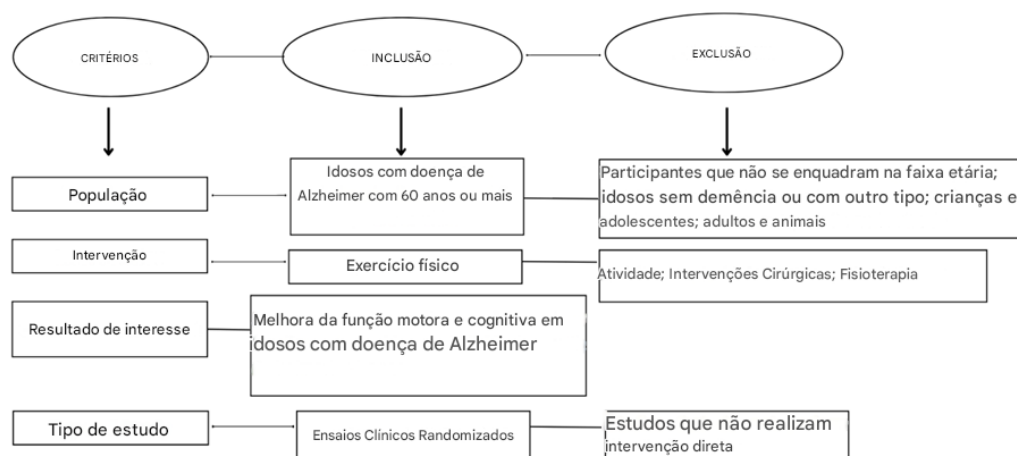 CRITÉRIOS
INCLUSÃO
EXCLUSÃO
População
Idosos com doença de
Alzheimer com 60 anos ou mais
Participantes que não se enquadram na faixa etária;
idosos sem demência ou com outro tipo; crianças e
adolescentes; adultos e animais
Intervenção
Exercício físico
Atividade; Intervenções Cirúrgicas; Fisioterapia
Resultado de interesse
Melhora da função motora e cognitiva em
idosos com doença de Alzheimer
Tipo de estudo
Ensaios Clínicos Randomizados
Estudos que não realizam
intervenção direta